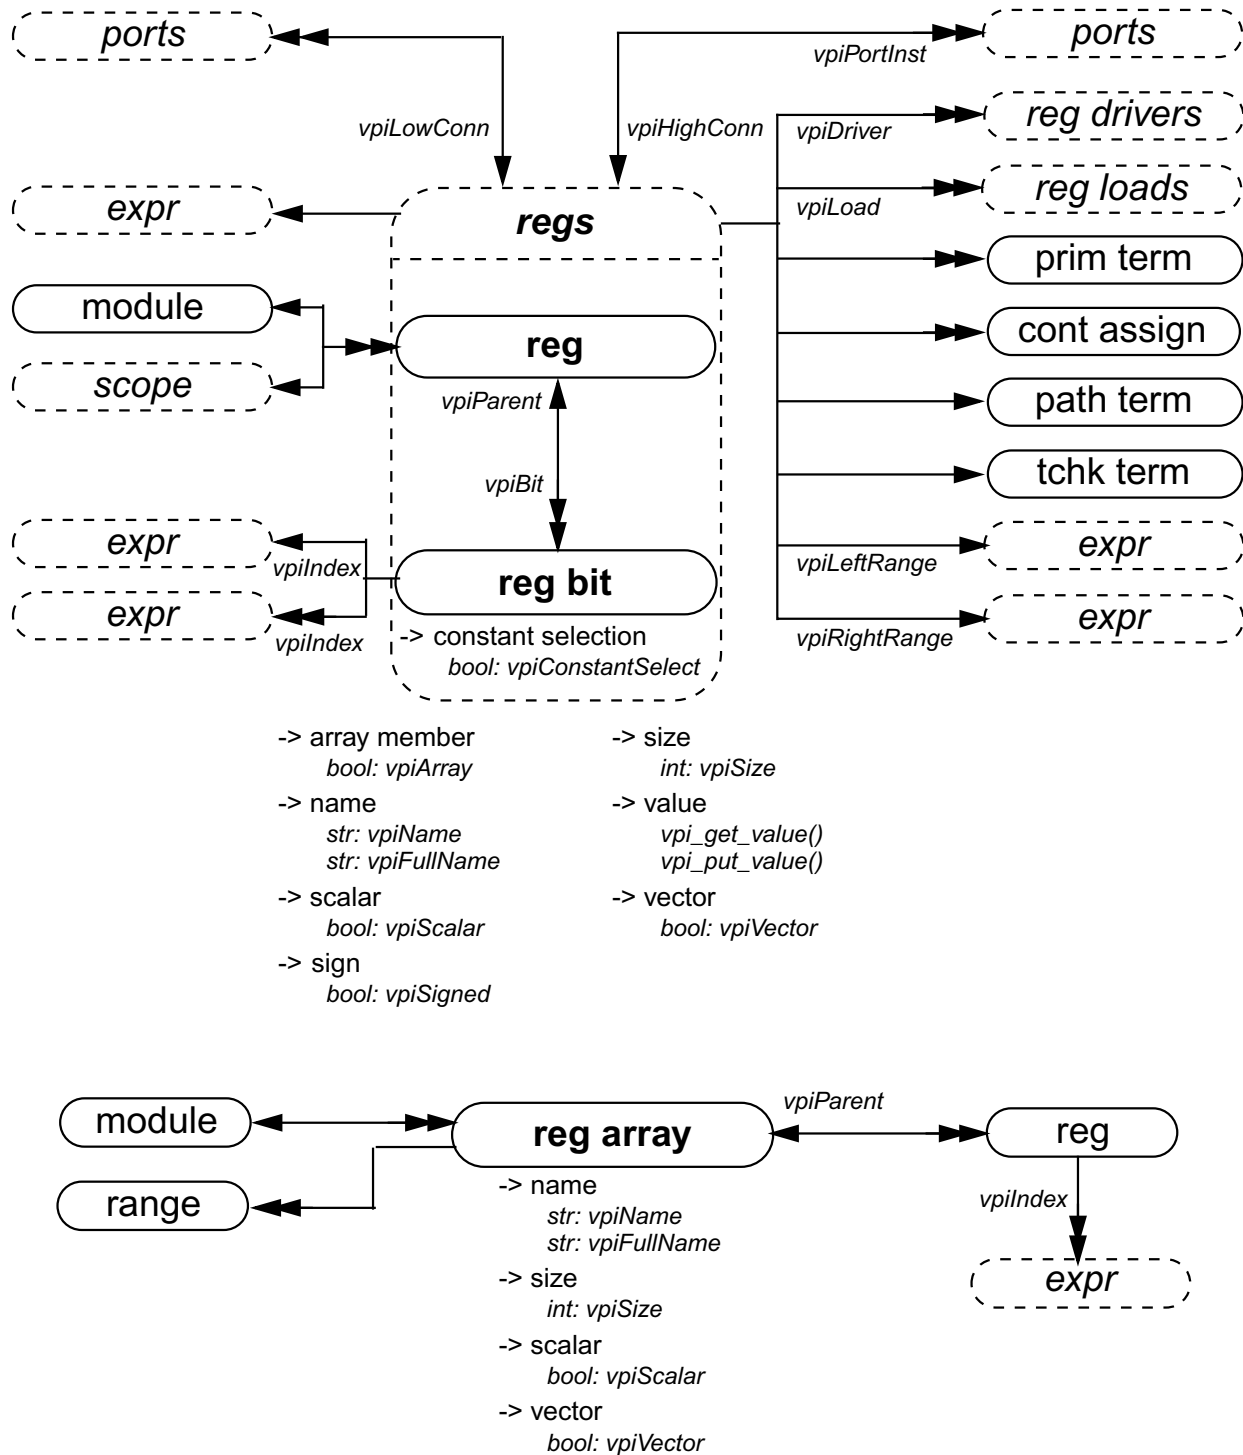 ports
ports
vpiPortInst
vpiLowConn
vpiHighConn
vpiDriver
reg drivers
expr
regs
vpiLoad
reg loads
prim term
module
reg
cont assign
scope
vpiParent
path term
vpiBit
tchk term
expr
vpiIndex
reg bit
vpiLeftRange
expr
expr
vpiIndex
-> constant selection
bool: vpiConstantSelect
vpiRightRange
expr
-> array member
bool: vpiArray
-> name
str: vpiName
str: vpiFullName
-> scalar
bool: vpiScalar
-> sign
bool: vpiSigned
-> size
int: vpiSize
-> value
vpi_get_value()
vpi_put_value()
-> vector
bool: vpiVector
module
reg array
vpiParent
reg
range
vpiIndex
expr
-> name
str: vpiName
str: vpiFullName
-> size
int: vpiSize
-> scalar
bool: vpiScalar
-> vector
bool: vpiVector